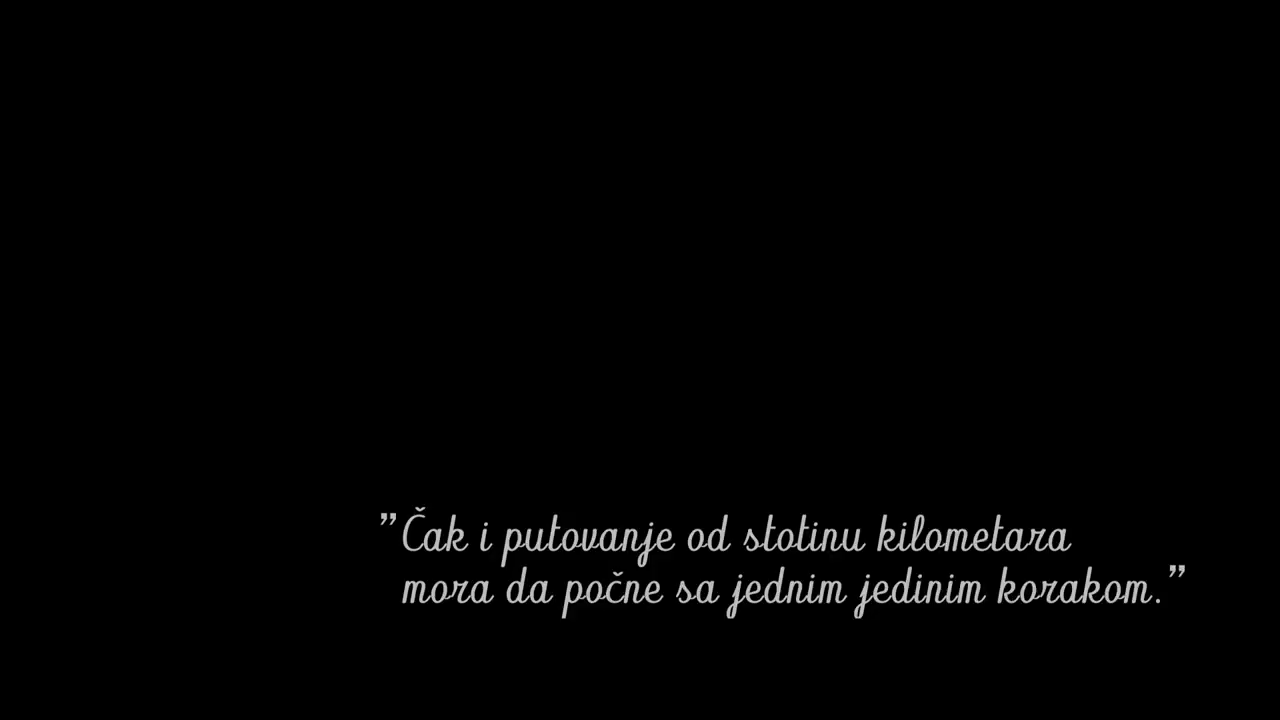 ”Čak i putovanje od stotinu kilometara
mora da počne sa jednim jedinim korakom.”